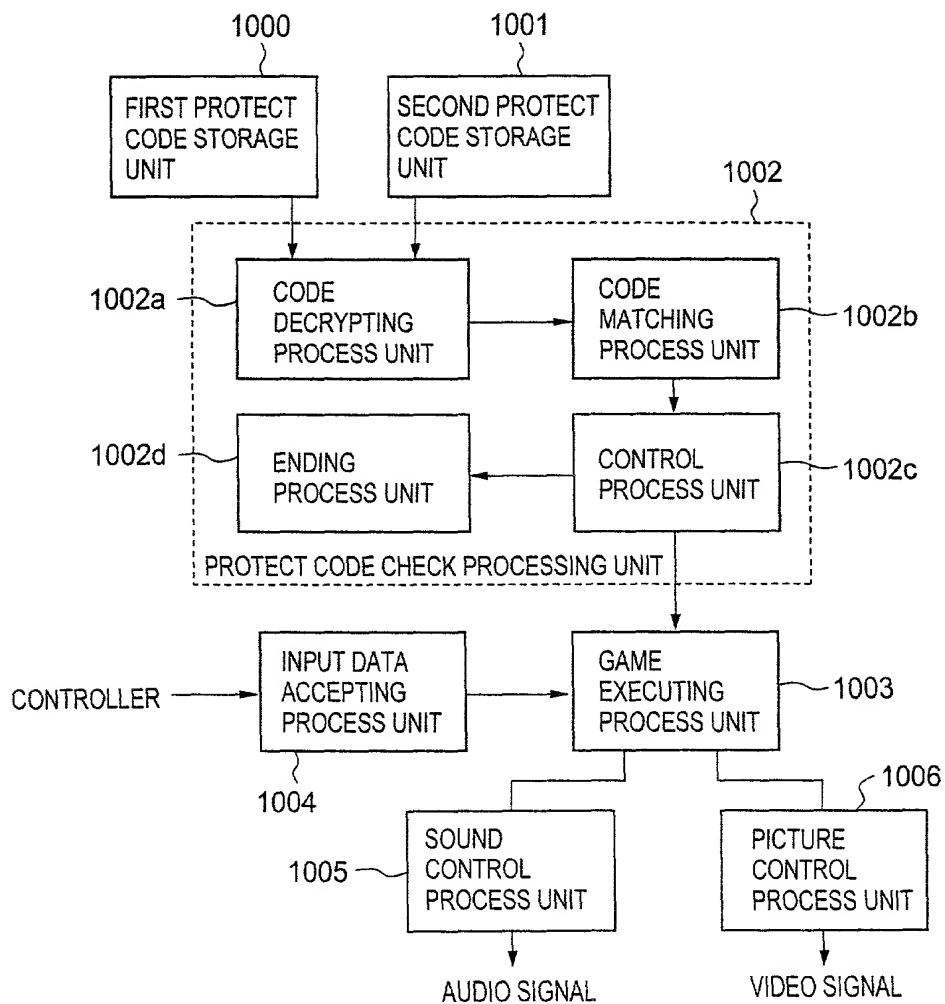 1000
1001
FIRST PROTECT
CODE STORAGE
UNIT
SECOND PROTECT
CODE STORAGE
UNIT
1002
1002a
CODE
DECRYPTING
PROCESS UNIT
CODE
MATCHING
PROCESS UNIT
1002b
1002d
ENDING
PROCESS UNIT
CONTROL
PROCESS UNIT
1002c
PROTECT CODE CHECK PROCESSING UNIT
CONTROLLER
INPUT DATA
ACCEPTING
PROCESS UNIT
GAME
EXECUTING
PROCESS UNIT
1003
1004
1006
1005
SOUND
CONTROL
PROCESS UNIT
PICTURE
CONTROL
PROCESS UNIT
AUDIO SIGNAL
VIDEO SIGNAL